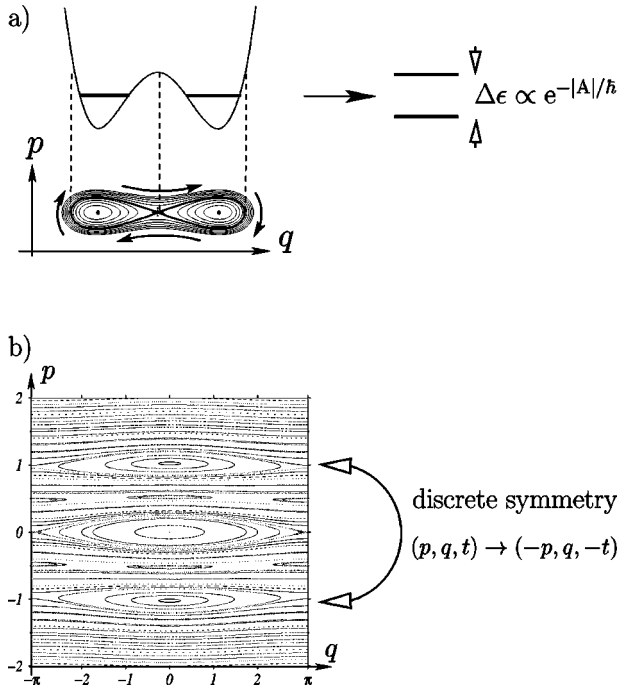 a)
Δϵ ∝ e^{-|A|/ℏ}
p
q
b)
p
2
1
0
-1
-2
discrete symmetry
(p, q, t) → (-p, q, -t)
-π -2 -1 0 1 2 π
q